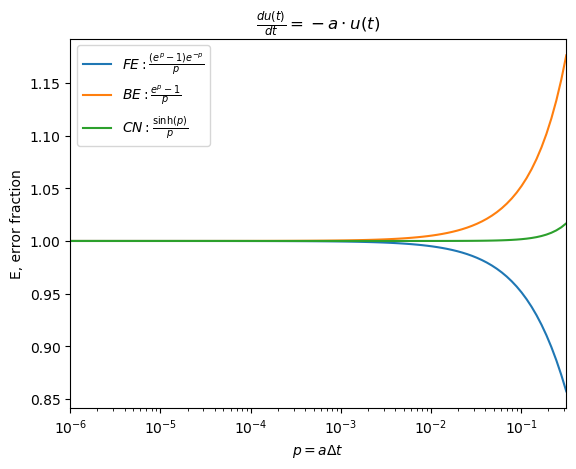 du(t)/dt = −a · u(t)
FE : (e^p−1)e^−p/p
BE : e^p−1/p
CN : sinh(p)/p
E, error fraction
1.15
1.10
1.05
1.00
0.95
0.90
0.85
10^−6 10^−5 10^−4 10^−3 10^−2 10^−1
p = aΔt